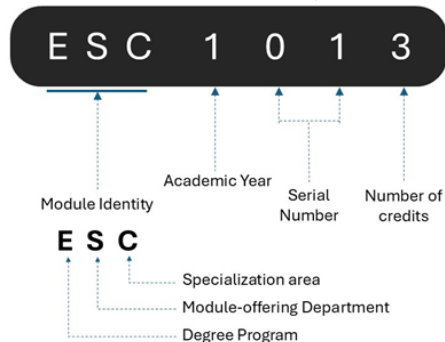 E S C 1 0 1 3
Academic Year
Module Identity
Serial
Number
Number of
credits
E S C
Specialization area
Module-offering Department
Degree Program